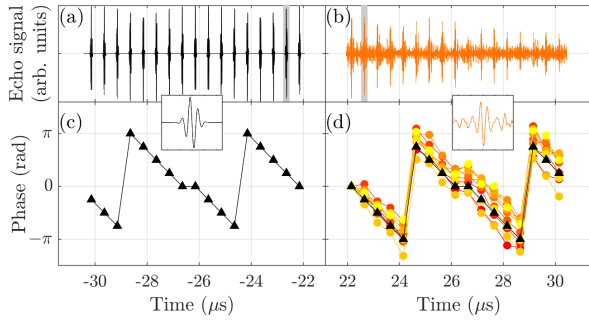 (a)
(b)
Echo signal
(arb. units)
(c)
(d)
Phase (rad)
π
0
−π
π
0
−π
-30 -28 -26 -24 -22
22 24 26 28 30
Time (μs)
Time (μs)